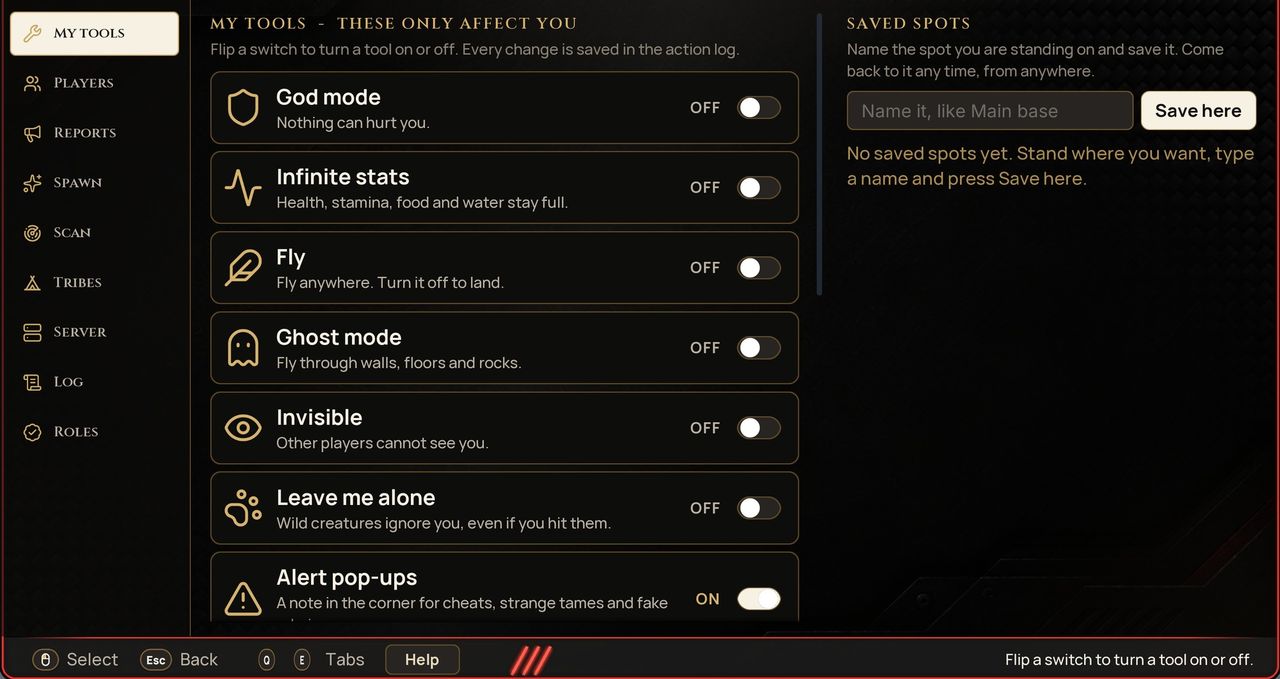 MY TOOLS
PLAYERS
REPORTS
SPAWN
SCAN
TRIBES
SERVER
LOG
ROLES
MY TOOLS - THESE ONLY AFFECT YOU
Flip a switch to turn a tool on or off. Every change is saved in the action log.
God mode
Nothing can hurt you.
OFF
Infinite stats
Health, stamina, food and water stay full.
OFF
Fly
Fly anywhere. Turn it off to land.
OFF
Ghost mode
Fly through walls, floors and rocks.
OFF
Invisible
Other players cannot see you.
OFF
Leave me alone
Wild creatures ignore you, even if you hit them.
OFF
Alert pop-ups
A note in the corner for cheats, strange tames and fake
ON
SAVED SPOTS
Name the spot you are standing on and save it. Come
back to it any time, from anywhere.
Name it, like Main base
Save here
No saved spots yet. Stand where you want, type
a name and press Save here.
Select
Esc Back
Q E Tabs
Help
Flip a switch to turn a tool on or off.